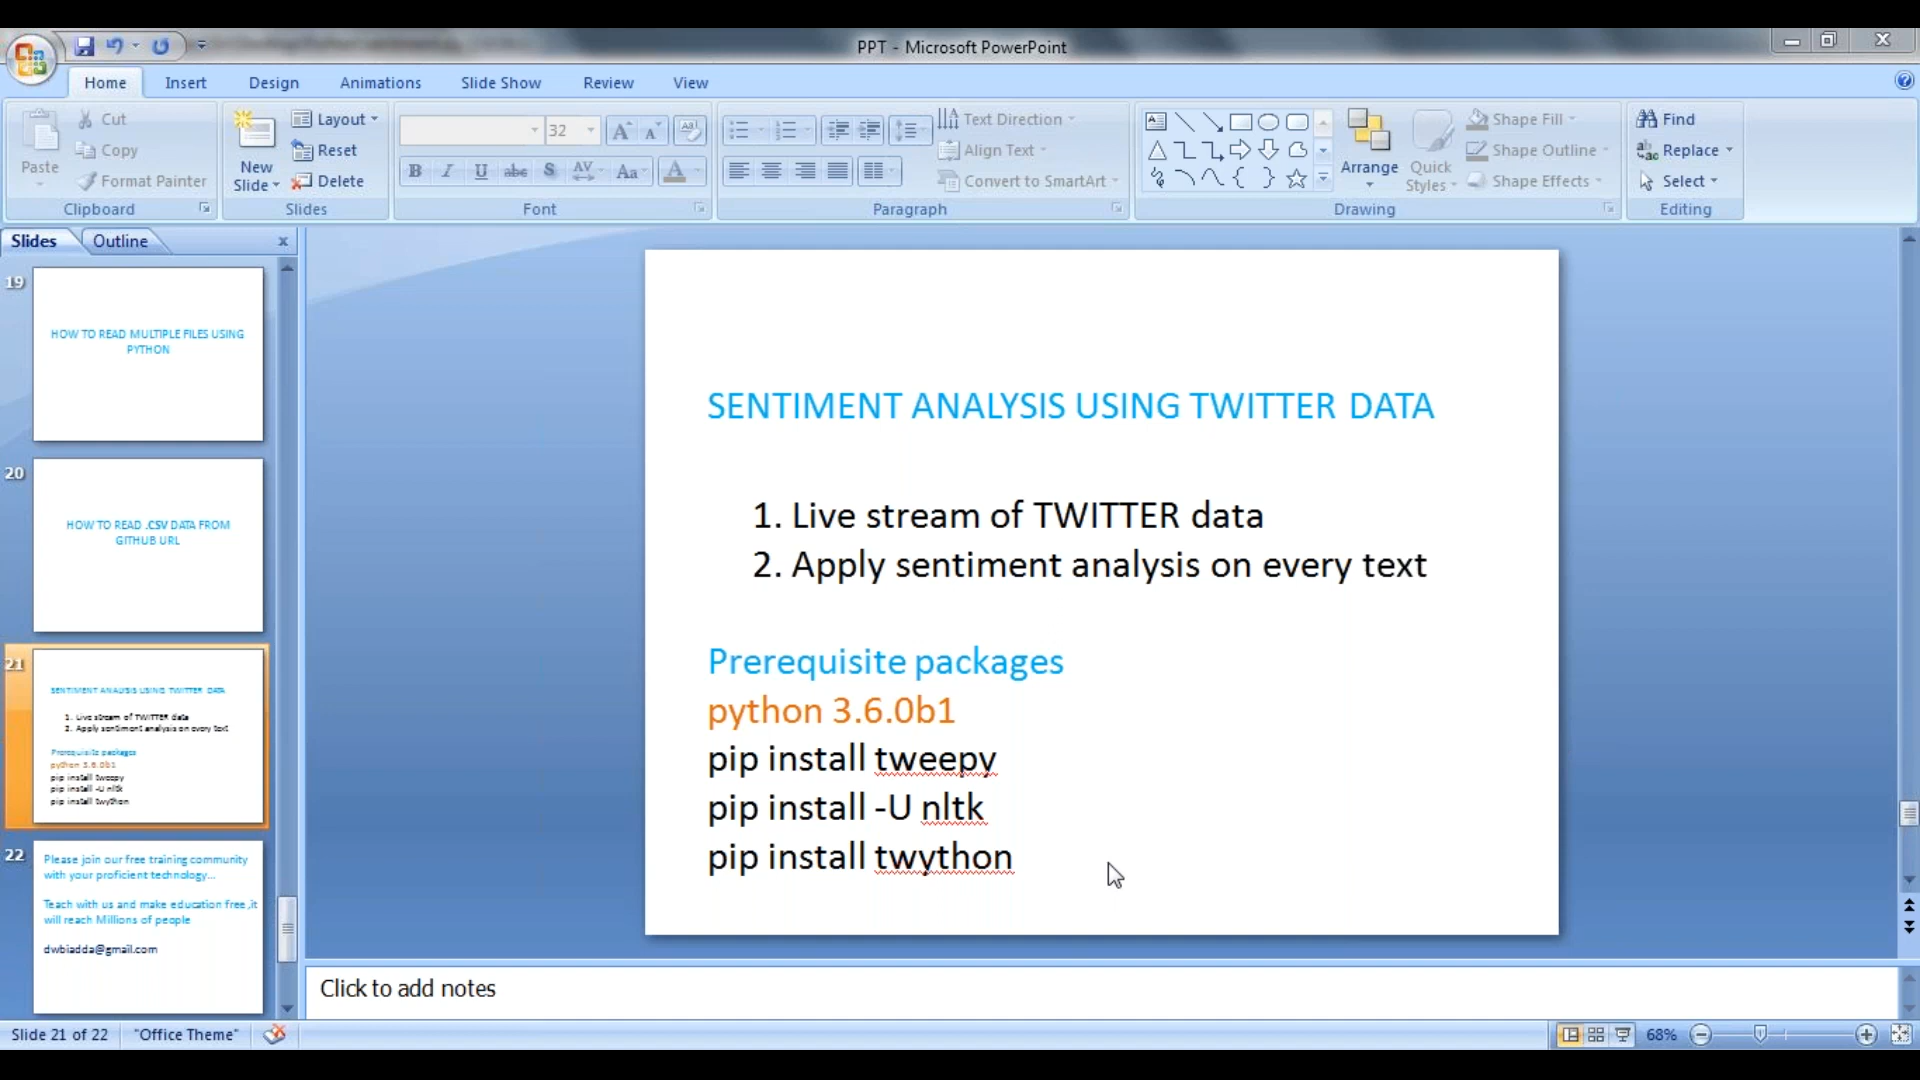 PPT - Microsoft PowerPoint
Home Insert Design Animations Slide Show Review View
Paste
Cut
Copy
Format Painter
Clipboard
New
Slide
Layout
Reset
Delete
Slides
32
B I U abc S AV Aa A
Font
Text Direction
Align Text
Convert to SmartArt
Paragraph
Arrange
Quick
Styles
Shape Fill
Shape Outline
Shape Effects
Drawing
Find
Replace
Select
Editing
Slides Outline
19
HOW TO READ MULTIPLE FILES USING
PYTHON
20
HOW TO READ .CSV DATA FROM
GITHUB URL
21
SENTIMENT ANALYSIS USING TWITTER DATA
1. Live stream of TWITTER data
2. Apply sentiment analysis on every text
Prerequisite packages
python 3.6.0b1
pip install tweepy
pip install -U nltk
pip install twython
22
Please join our free training community
with your proficient technology...
Teach with us and make education free ,it
will reach Millions of people
dwbiadda@gmail.com
SENTIMENT ANALYSIS USING TWITTER DATA
1. Live stream of TWITTER data
2. Apply sentiment analysis on every text
Prerequisite packages
python 3.6.0b1
pip install tweepy
pip install -U nltk
pip install twython
Click to add notes
Slide 21 of 22 "Office Theme" 68%